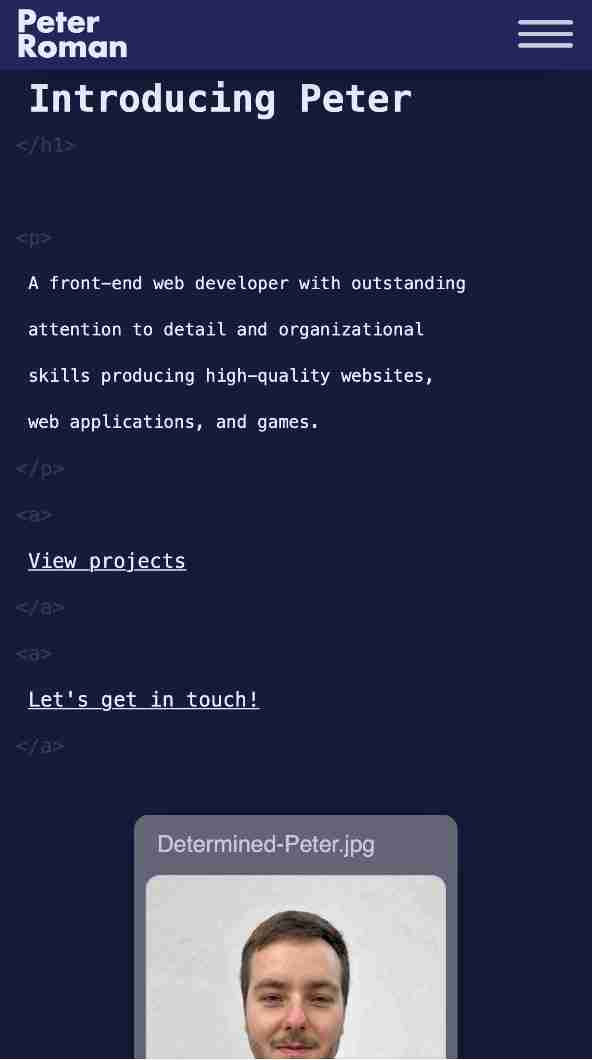 Peter
Roman
Introducing Peter
</h1>
<p>
A front-end web developer with outstanding
attention to detail and organizational
skills producing high-quality websites,
web applications, and games.
</p>
<a>
View projects
</a>
<a>
Let's get in touch!
</a>
Determined-Peter.jpg